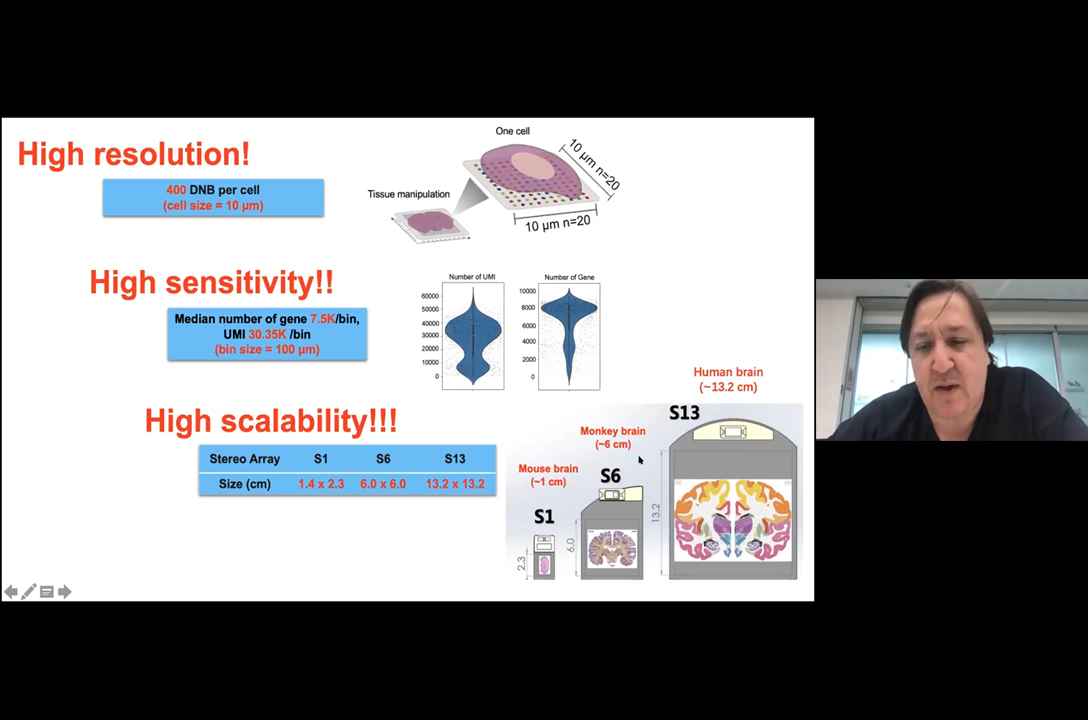 High resolution!
400 DNB per cell
(cell size = 10 µm)
One cell
Tissue manipulation
10 µm n=20
10 µm n=20
High sensitivity!!
Median number of gene 7.5K/bin,
UMI 30.35K /bin
(bin size = 100 µm)
Number of UMI
60000
50000
40000
30000
20000
10000
0
Number of Gene
10000
8000
6000
4000
2000
0
High scalability!!!
Stereo Array S1 S6 S13
Size (cm) 1.4 x 2.3 6.0 x 6.0 13.2 x 13.2
Mouse brain
(~1 cm)
S1
2.3
Monkey brain
(~6 cm)
S6
6.0
Human brain
(~13.2 cm)
S13
13.2